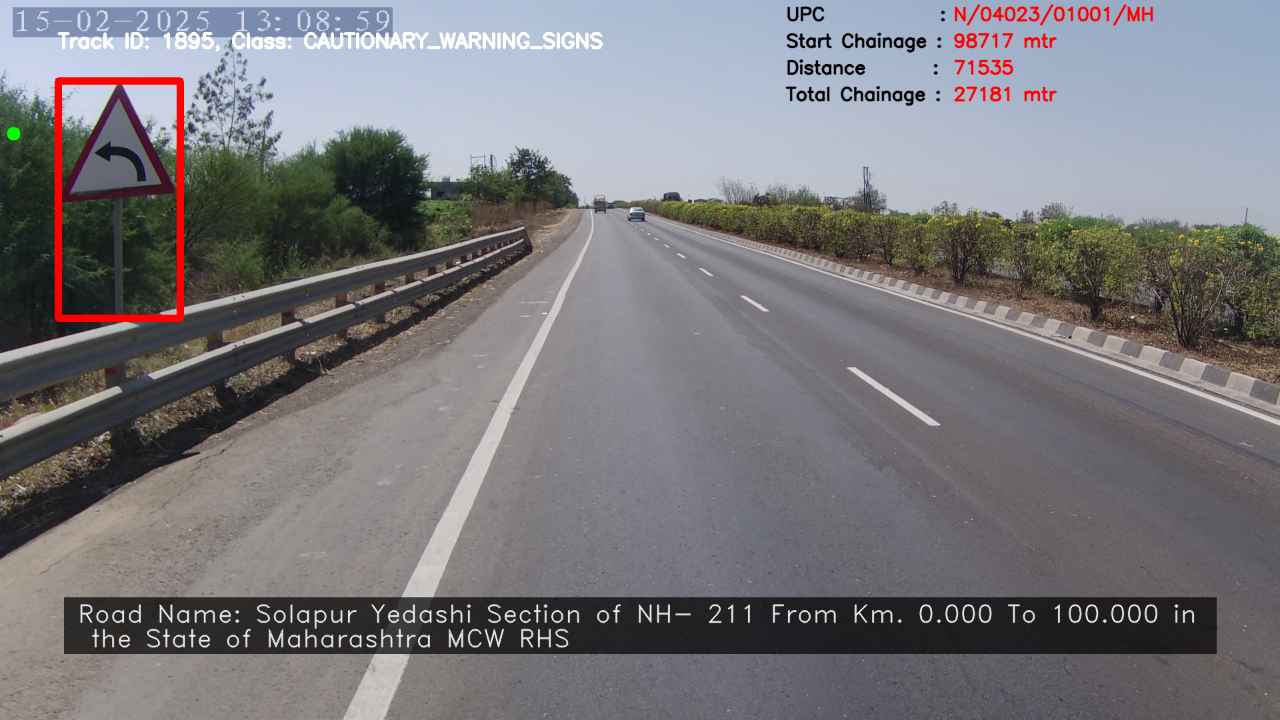 15-02-2025 13:08:59
Track ID: 1895, Class: CAUTIONARY_WARNING_SIGNS
UPC : N/04023/01001/MH
Start Chainage : 98717 mtr
Distance : 71535
Total Chainage : 27181 mtr
Road Name: Solapur Yedashi Section of NH- 211 From Km. 0.000 To 100.000 in
the State of Maharashtra MCW RHS